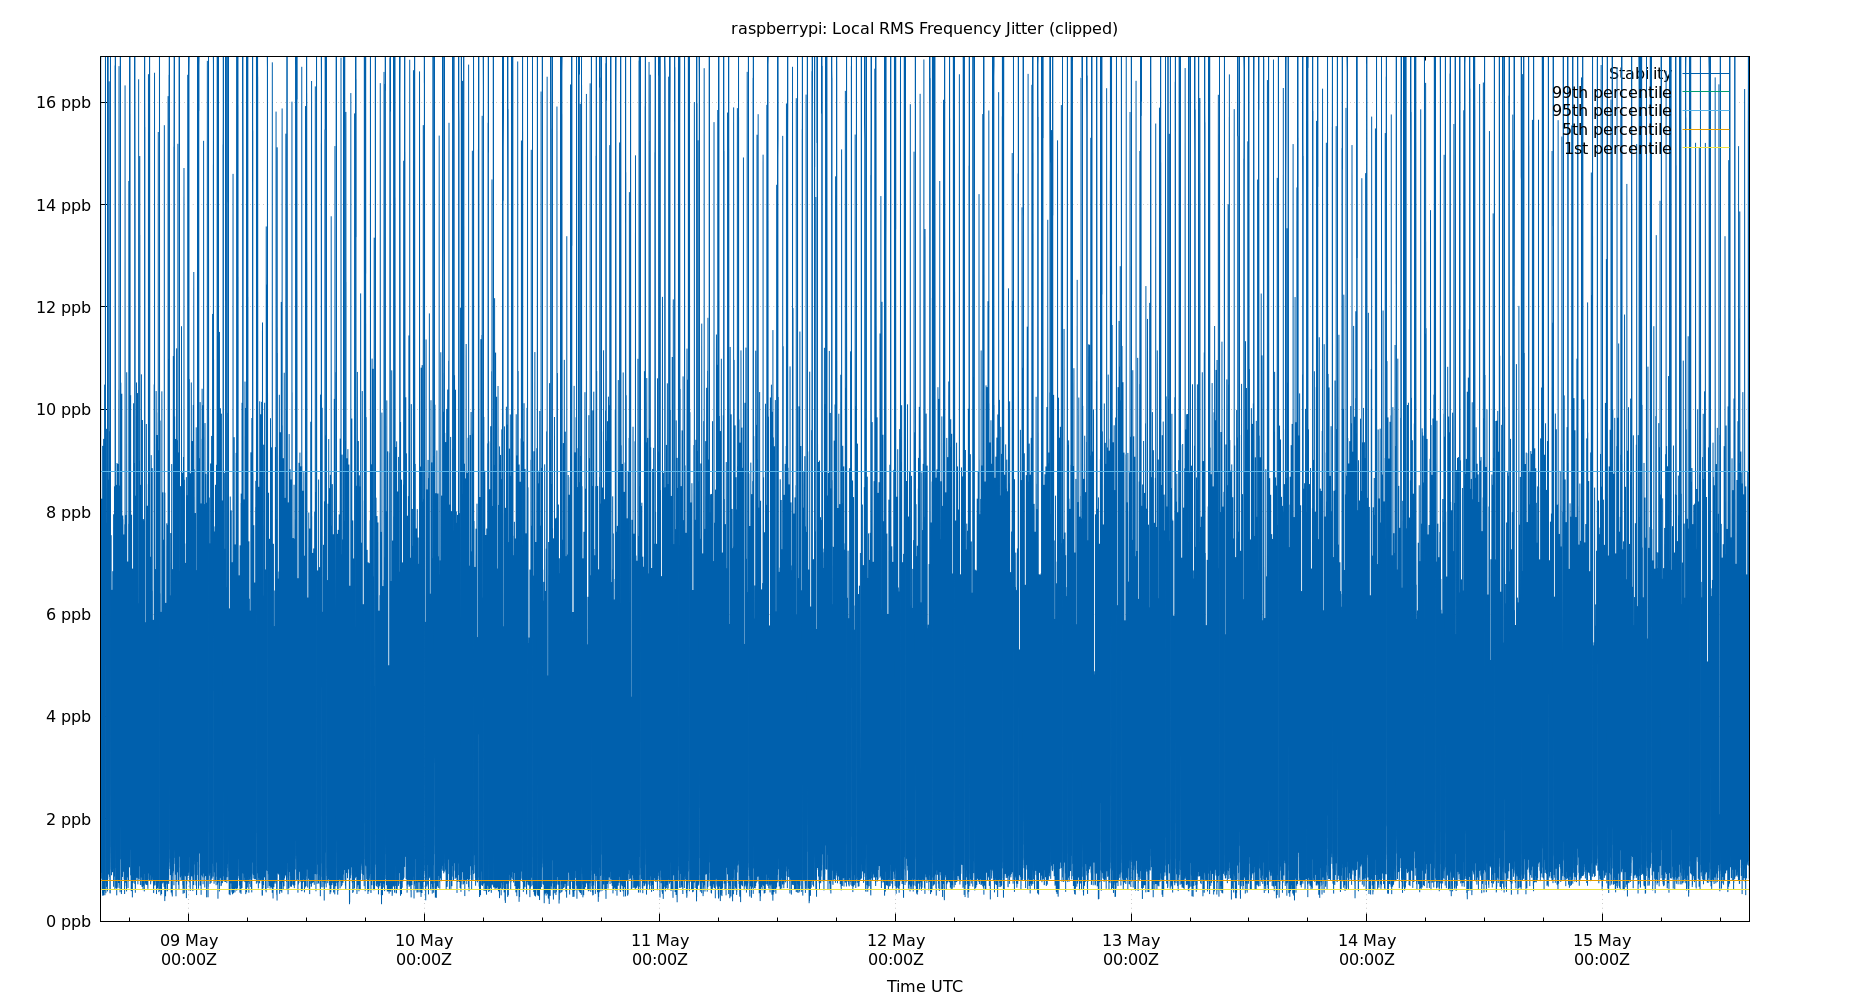 raspberrypi: Local RMS Frequency Jitter (clipped)
Stability
99th percentile
95th percentile
5th percentile
1st percentile
16 ppb
14 ppb
12 ppb
10 ppb
8 ppb
6 ppb
4 ppb
2 ppb
0 ppb
09 May 10 May 11 May 12 May 13 May 14 May 15 May
00:00Z 00:00Z 00:00Z 00:00Z 00:00Z 00:00Z 00:00Z
Time UTC